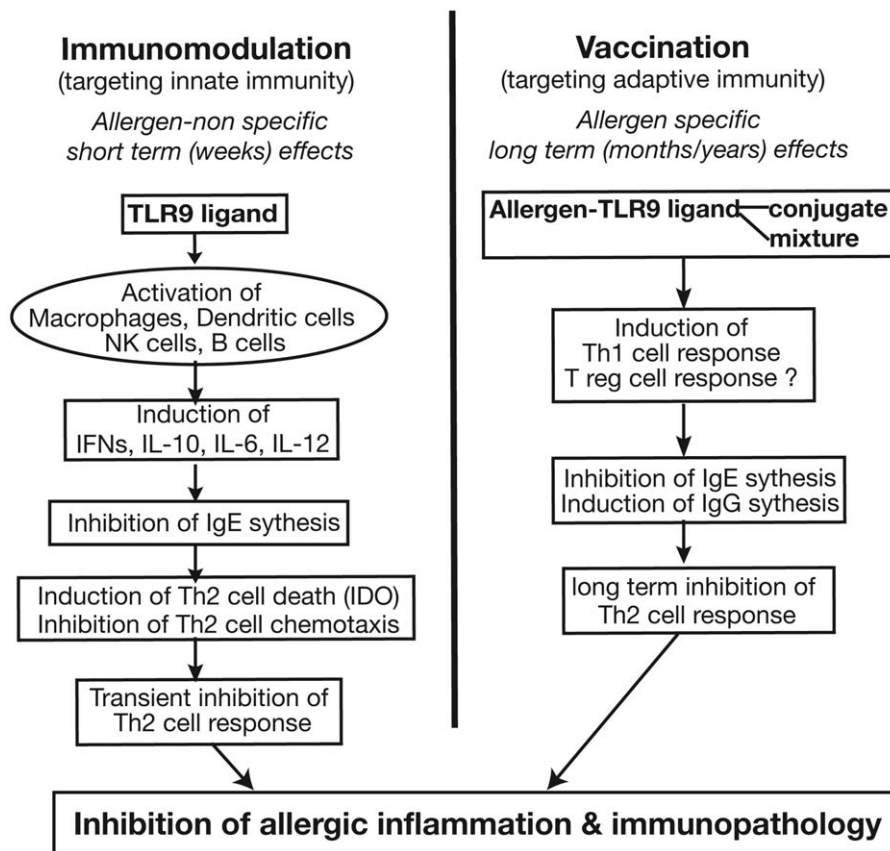 Immunomodulation
(targeting innate immunity)
Allergen-non specific
short term (weeks) effects
TLR9 ligand
Activation of
Macrophages, Dendritic cells
NK cells, B cells
Induction of
IFNs, IL-10, IL-6, IL-12
Inhibition of IgE sythesis
Induction of Th2 cell death (IDO)
Inhibition of Th2 cell chemotaxis
Transient inhibition of
Th2 cell response
Vaccination
(targeting adaptive immunity)
Allergen specific
long term (months/years) effects
Allergen-TLR9 ligand conjugate
mixture
Induction of
Th1 cell response
T reg cell response ?
Inhibition of IgE sythesis
Induction of IgG sythesis
long term inhibition of
Th2 cell response
Inhibition of allergic inflammation & immunopathology